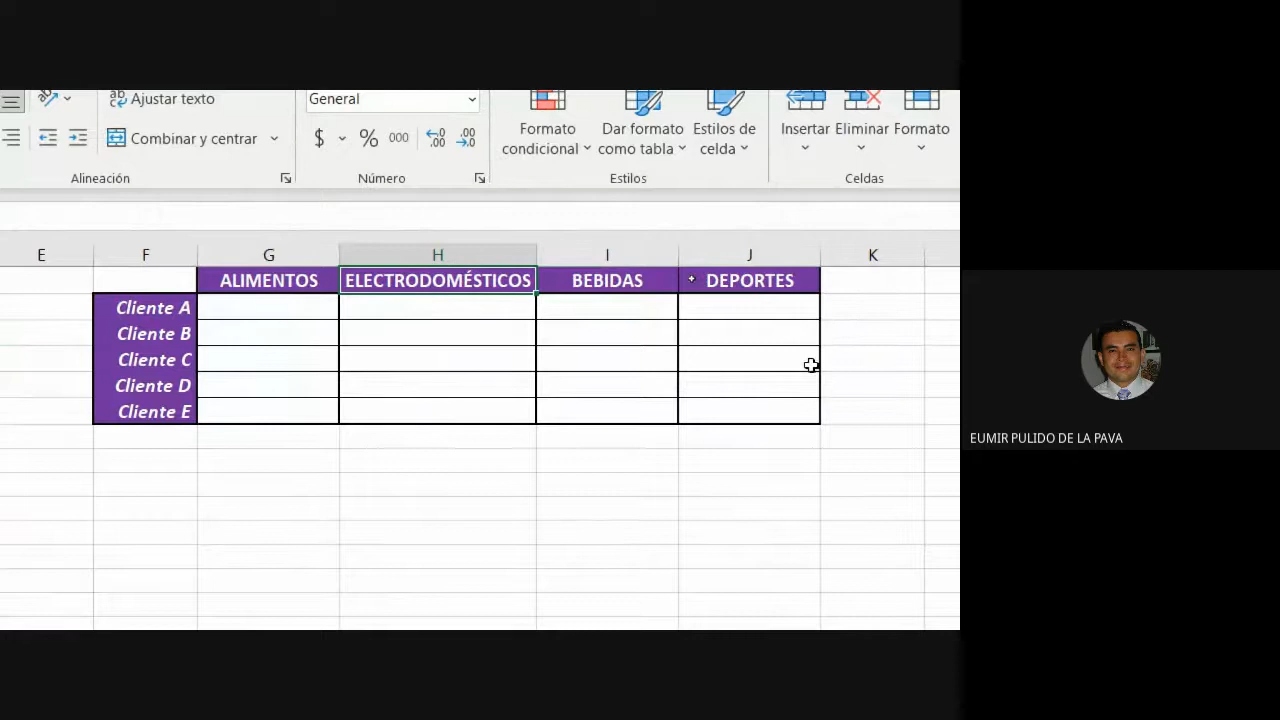 Ajustar texto
General
Formato condicional
Dar formato como tabla
Estilos de celda
Insertar
Eliminar
Formato
Combinar y centrar
$ % 000
Alineación
Número
Estilos
Celdas
E F G H I J K
ALIMENTOS ELECTRODOMÉSTICOS BEBIDAS DEPORTES
Cliente A
Cliente B
Cliente C
Cliente D
Cliente E
EUMIR PULIDO DE LA PAVA